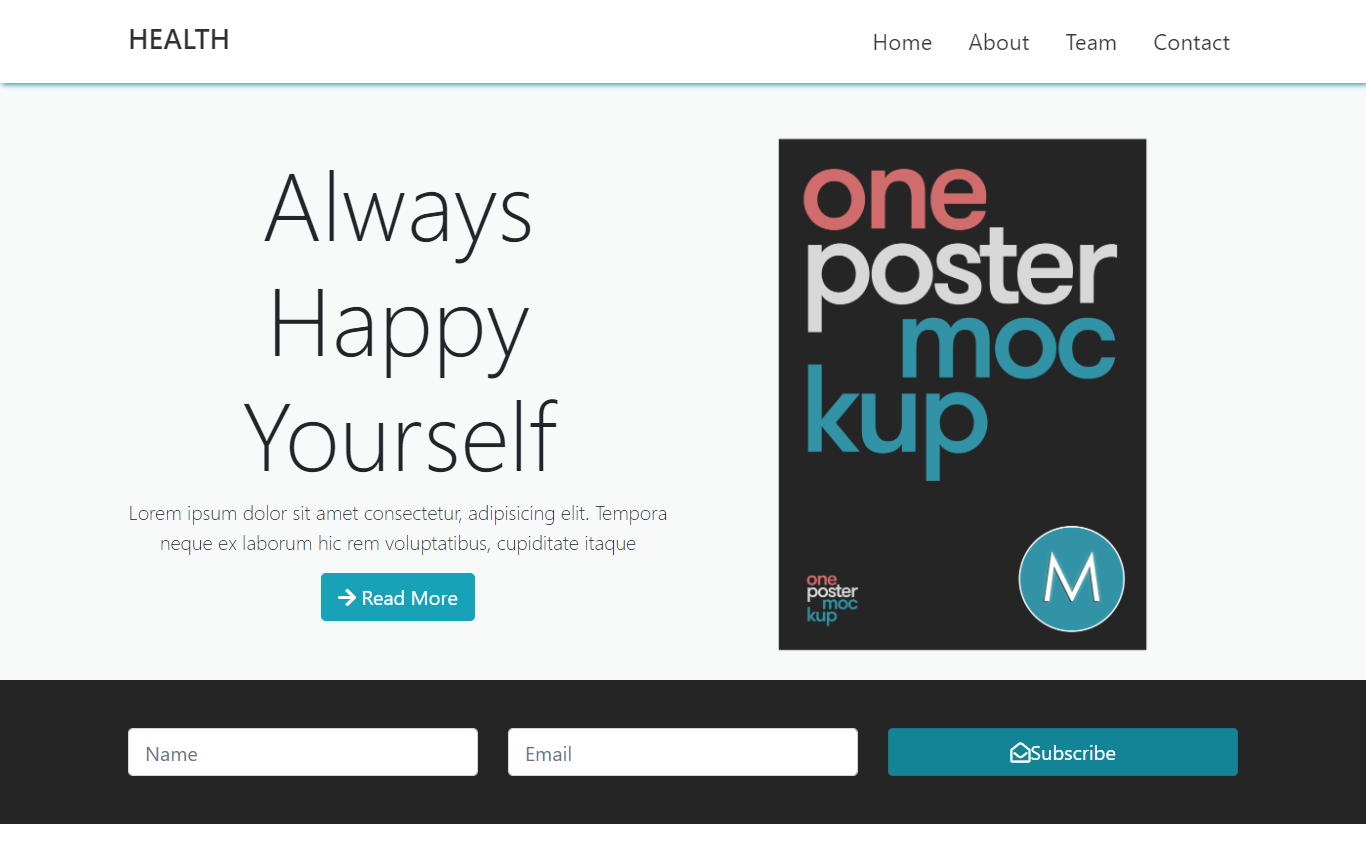 HEALTH
Home About Team Contact
Always
Happy
Yourself
Lorem ipsum dolor sit amet consectetur, adipisicing elit. Tempora
neque ex laborum hic rem voluptatibus, cupiditate itaque
Read More
one
poster
moc
kup
one
poster
moc
kup
M
Name
Email
Subscribe